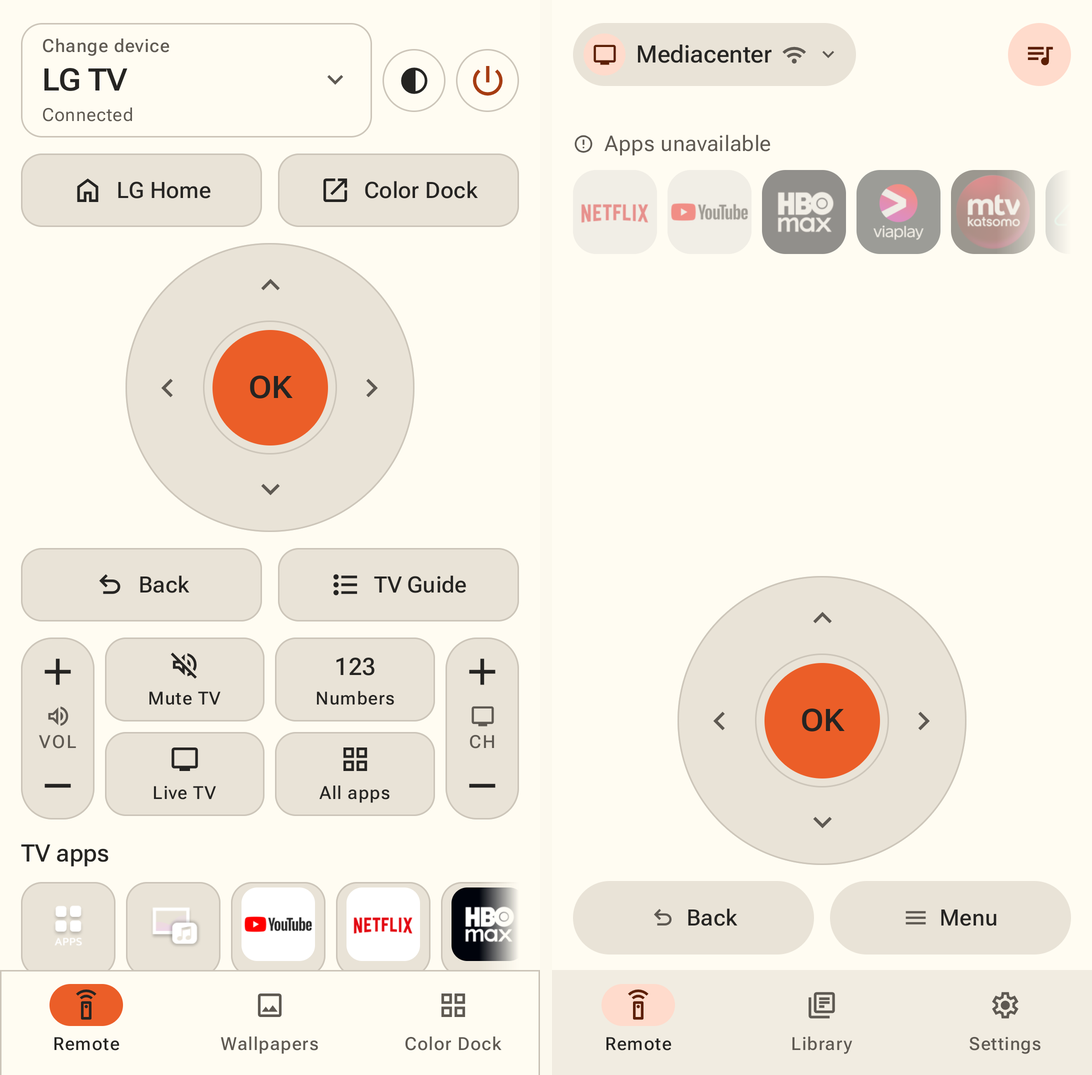 Change device
LG TV
Connected
LG Home
Color Dock
OK
Back
TV Guide
VOL
Mute TV
123
Numbers
CH
Live TV
All apps
TV apps
APPS
YouTube
NETFLIX
HBO
max
Remote
Wallpapers
Color Dock
Mediacenter
Apps unavailable
NETFLIX
YouTube
HBO
max
viaplay
mtv
katsomo
OK
Back
Menu
Remote
Library
Settings